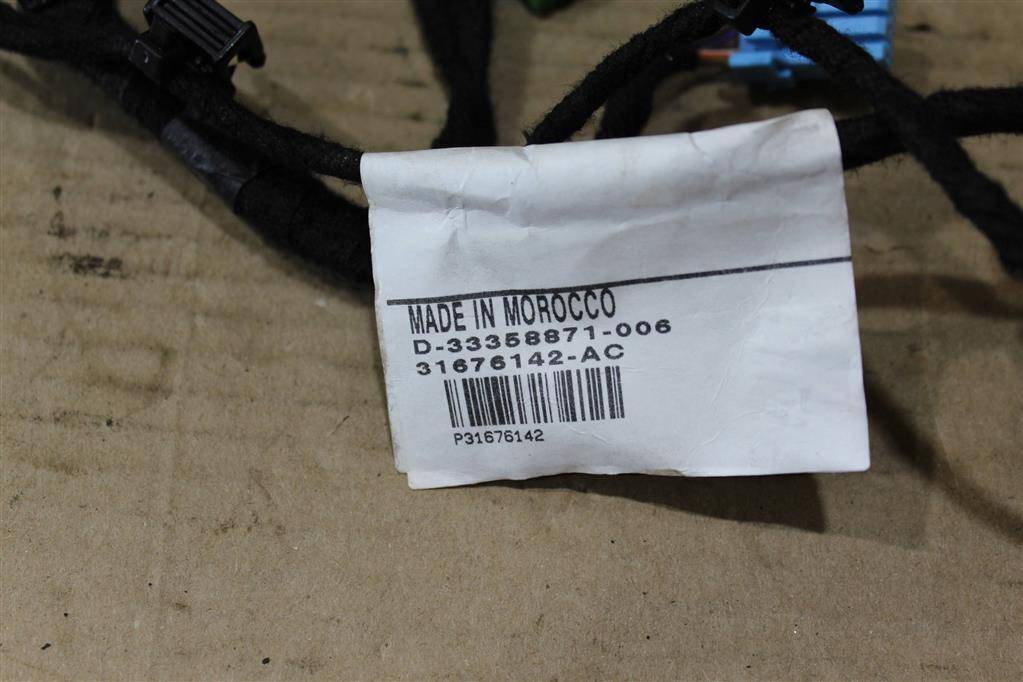 MADE IN MOROCCO
D-33358871-006
31676142-AC
P31676142